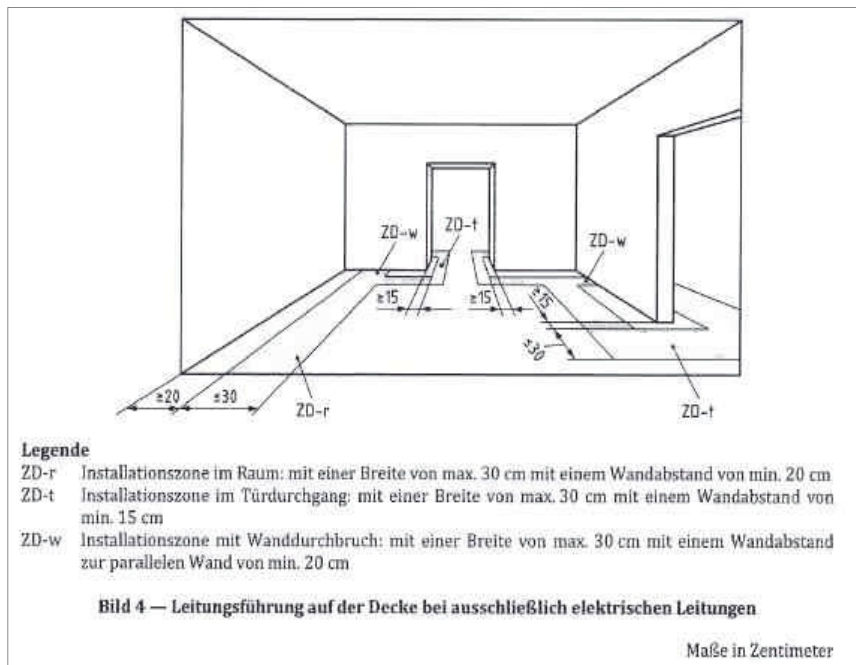 ZD-w
ZD-t
ZD-w
≥15
≥15
≥15
≤30
≥20
≤30
ZD-r
ZD-t
Legende
ZD-r Installationszone im Raum: mit einer Breite von max. 30 cm mit einem Wandabstand von min. 20 cm
ZD-t Installationszone im Türdurchgang: mit einer Breite von max. 30 cm mit einem Wandabstand von
min. 15 cm
ZD-w Installationszone mit Wanddurchbruch: mit einer Breite von max. 30 cm mit einem Wandabstand
zur parallelen Wand von min. 20 cm
Bild 4 — Leitungsführung auf der Decke bei ausschließlich elektrischen Leitungen
Maße in Zentimeter